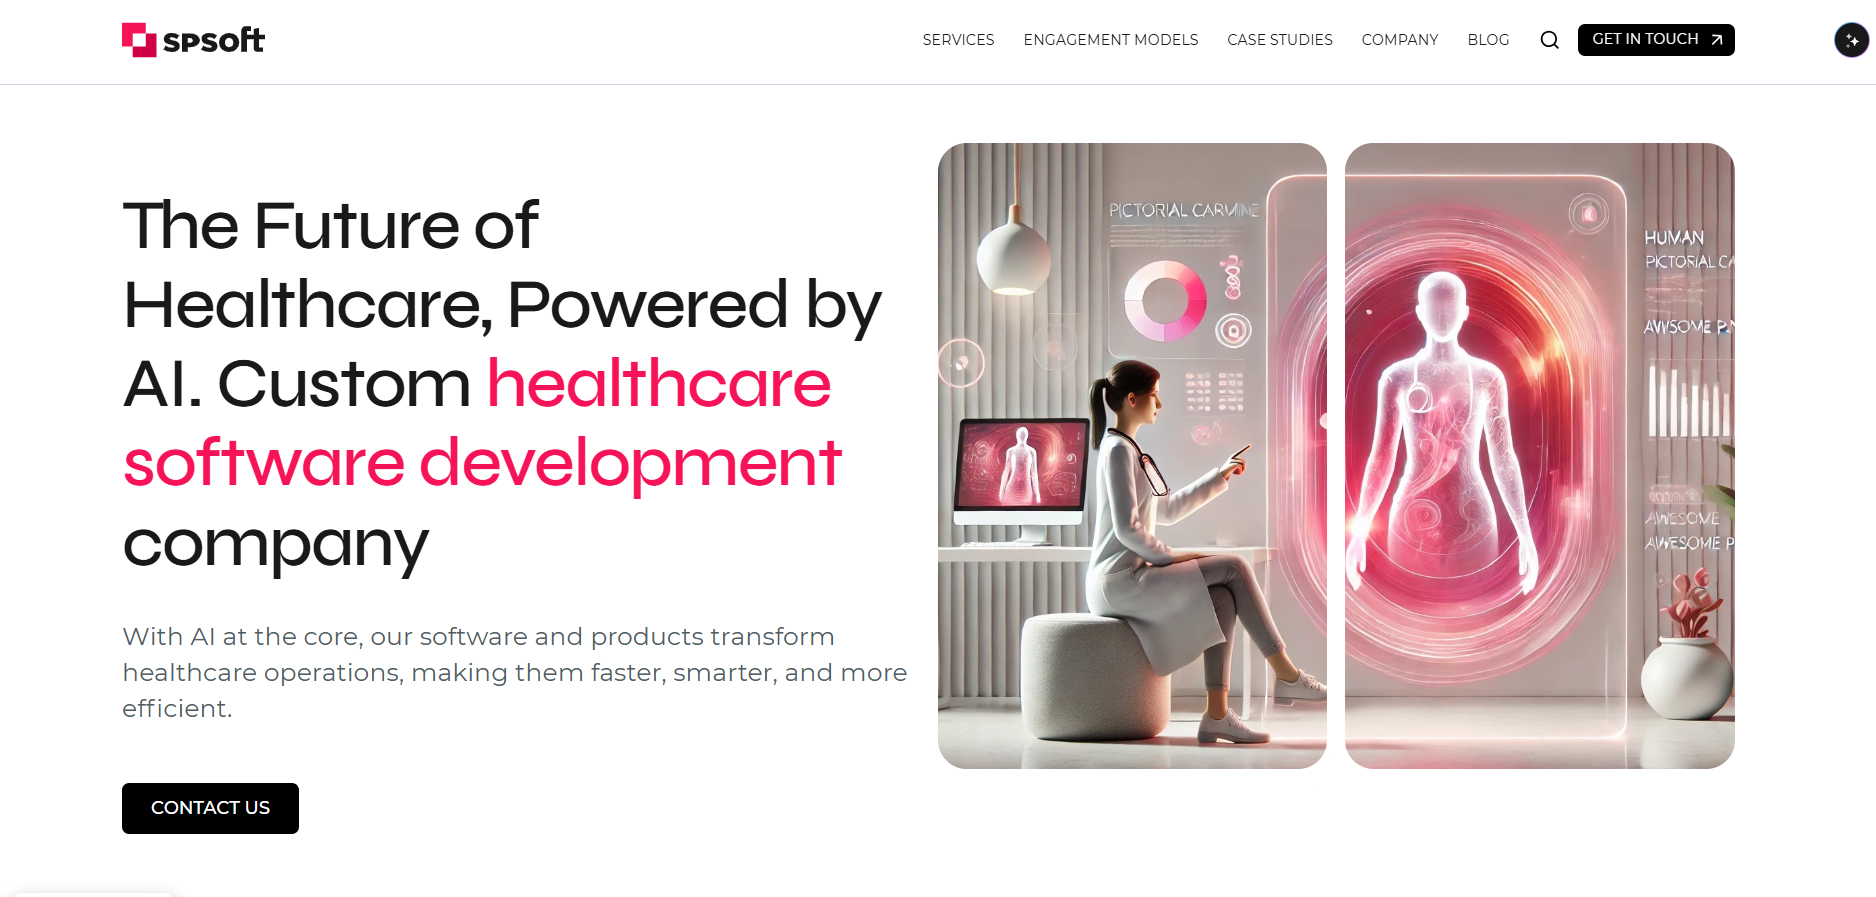 spsoft
SERVICES ENGAGEMENT MODELS CASE STUDIES COMPANY BLOG GET IN TOUCH
The Future of
Healthcare, Powered by
AI. Custom healthcare
software development
company
With AI at the core, our software and products transform
healthcare operations, making them faster, smarter, and more
efficient.
CONTACT US
PICTORIAL CARMINE
HUMAN
PICTORIAL CA
AWSOME
AWESOME
AWESOME P